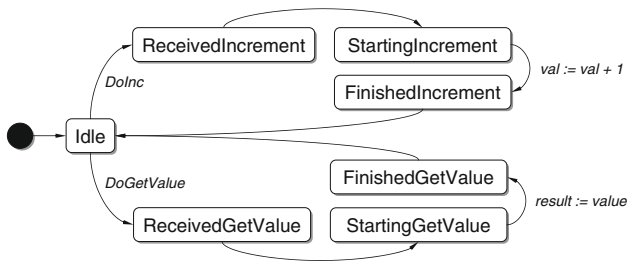 ReceivedIncrement
StartingIncrement
val := val + 1
DoInc
FinishedIncrement
Idle
DoGetValue
FinishedGetValue
result := value
ReceivedGetValue
StartingGetValue